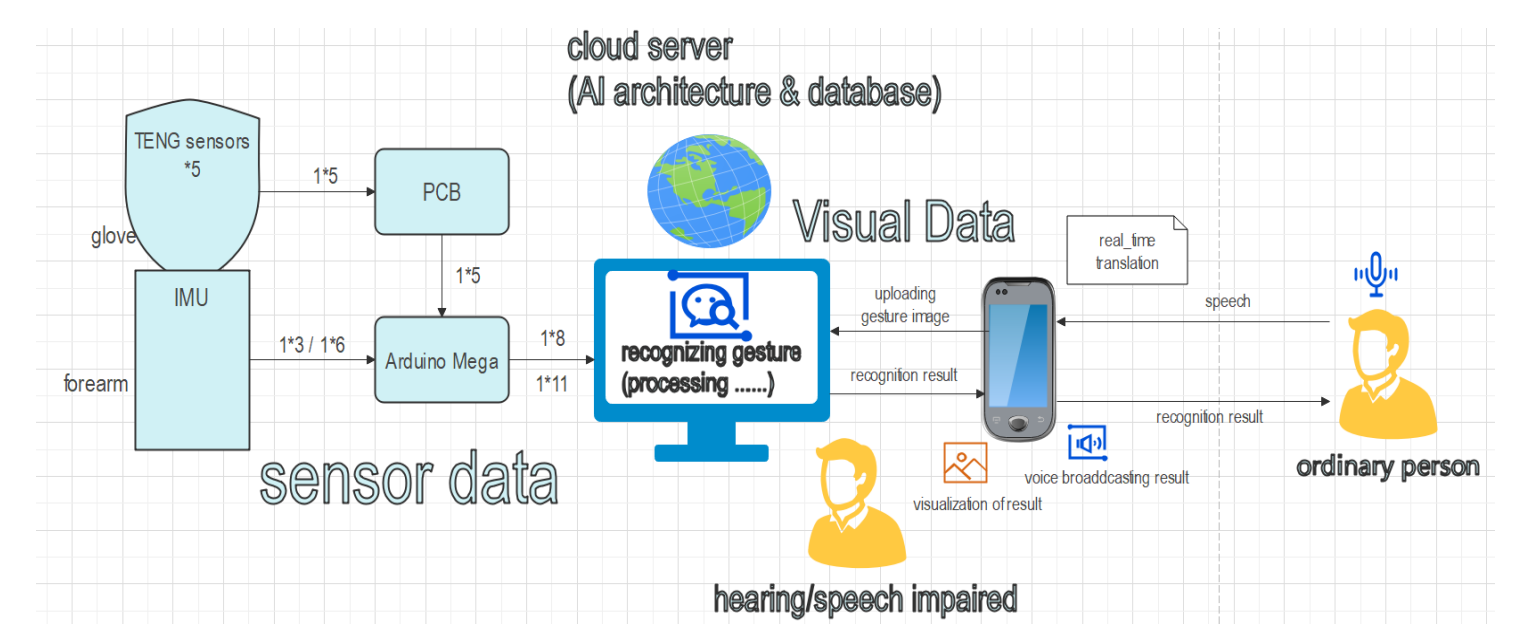 cloud server
(AI architecture & database)
TENG sensors
*5
1*5
PCB
glove
1*5
IMU
1*3 / 1*6
Arduino Mega
1*8
1*11
forearm
sensor data
Visual Data
recognizing gesture
(processing ......)
uploading
gesture image
recognition result
real_time
translation
speech
recognition result
voice broaddcasting result
visualization of result
ordinary person
hearing/speech impaired